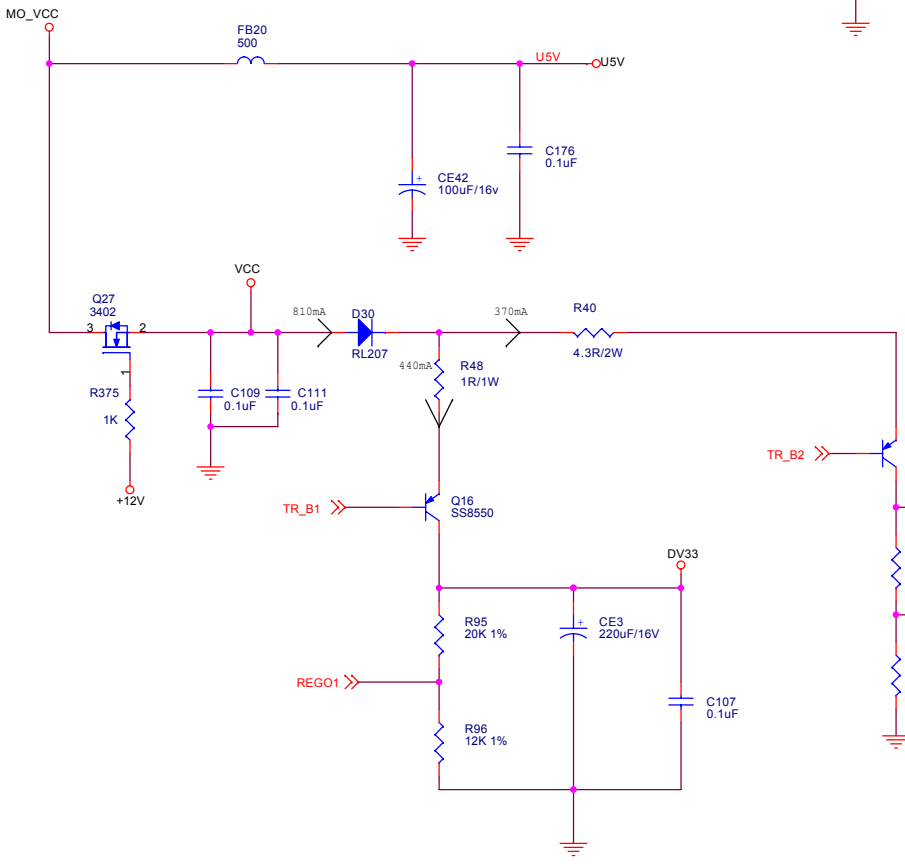 MO_VCC
FB20
500
U5V
U5V
C176
0.1uF
CE42
100uF/16v
+
VCC
Q27
3402
3
2
1
810mA
D30
RL207
370mA
R40
4.3R/2W
440mA
R48
1R/1W
R375
1K
C109
0.1uF
C111
0.1uF
+12V
TR_B2
TR_B1
Q16
SS8550
DV33
R95
20K 1%
+
CE3
220uF/16V
REGO1
C107
0.1uF
R96
12K 1%